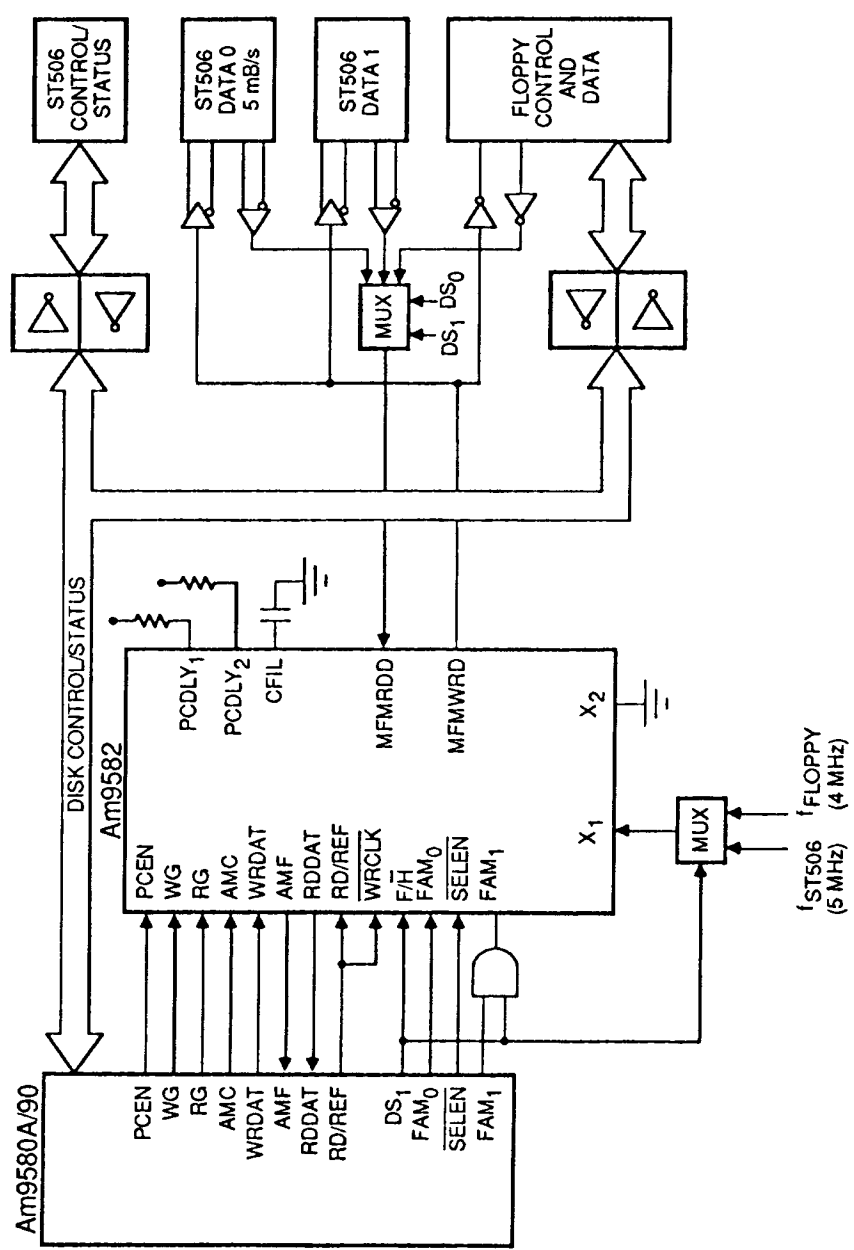 ST506
CONTROL/
STATUS
ST506
DATA 0
5 mB/s
ST506
DATA 1
FLOPPY
CONTROL
AND
DATA
MUX
DS₁
DS₀
DISK CONTROL/STATUS
Am9582
PCDLY₁
PCDLY₂
CFIL
MFMRDD
MFMWRD
PCEN
WG
RG
AMC
WRDAT
AMF
RDDAT
RD/REF
W̅R̅C̅L̅K̅
F/H̅
FAM₀
S̅E̅L̅E̅N̅
FAM₁
X₁
X₂
MUX
fST506
(5 MHz)
fFLOPPY
(4 MHz)
Am9580A/90
PCEN
WG
RG
AMC
WRDAT
AMF
RDDAT
RD/REF
DS₁
FAM₀
S̅E̅L̅E̅N̅
FAM₁